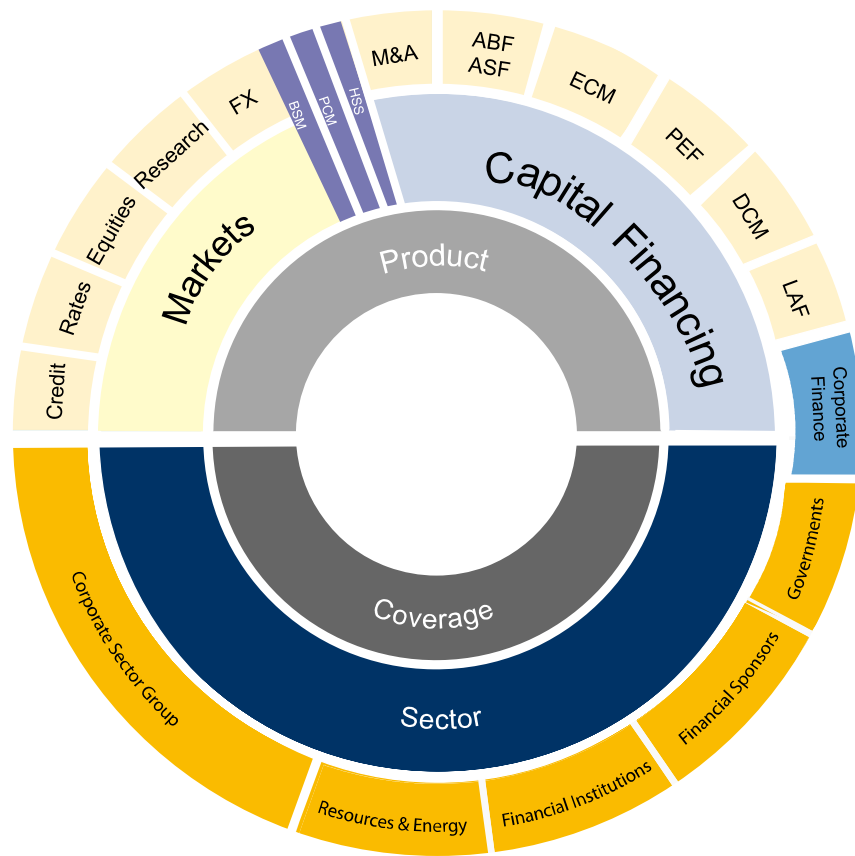 M&A
ABF
ASF
ECM
PEF
DCM
LAF
Corporate
Finance
Governments
Financial Sponsors
Financial Institutions
Resources & Energy
Corporate Sector Group
Credit
Rates
Equities
Research
FX
BSM
PCM
HSS
Markets
Capital Financing
Product
Coverage
Sector